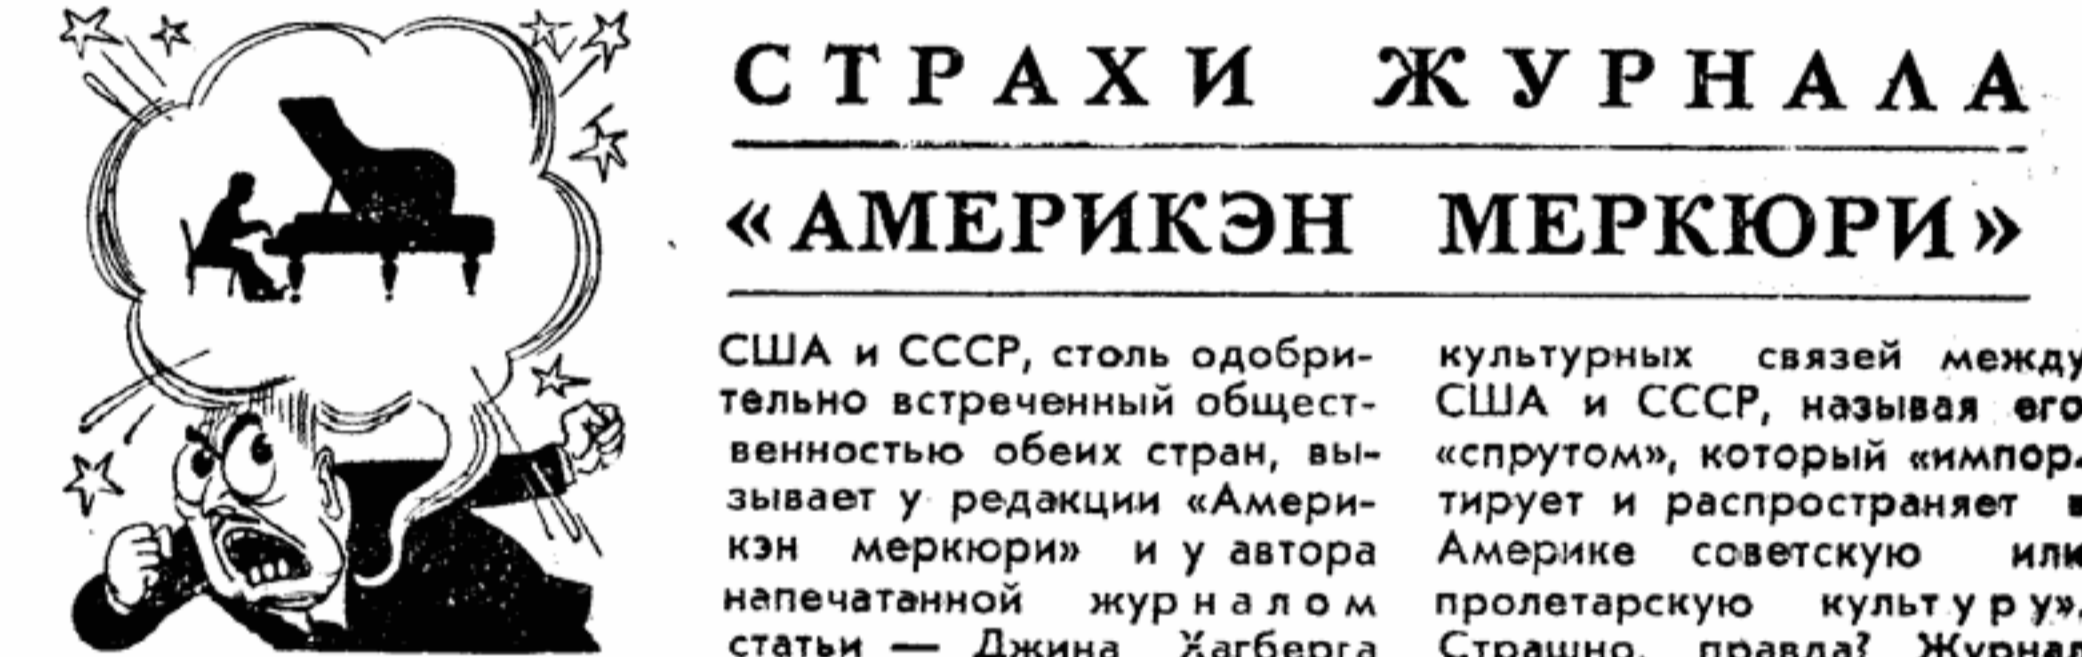 СТРАХИ ЖУРНАЛА
«АМЕРИКЭН МЕРКЮРИ»
США и СССР, столь одобри-
тельно встреченный общест-
венностью обеих стран, вы-
зывает у редакции «Амери-
кэн меркюри» и у автора
напечатанной журналом
статьи — Джина Хагберга
культурных связей между
США и СССР, называя его
«спрутом», который «импор-
тирует и распространяет в
Америке советскую или
пролетарскую культуру».
Страшно, правда? Журнал